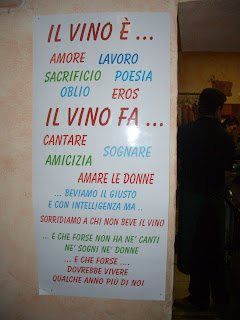 IL VINO È ...
AMORE LAVORO
SACRIFICIO POESIA
OBLIO EROS
IL VINO FA ...
CANTARE
SOGNARE
AMICIZIA
AMARE LE DONNE
... BEVIAMO IL GIUSTO
E CON INTELLIGENZA MA ..
SORRIDIAMO A CHI NON BEVE IL VINO
... E CHE FORSE NON HA NE' CANTI
NE' SOGNI NE' DONNE
... E CHE FORSE ....
DOVREBBE VIVERE
QUALCHE ANNO PIÙ DI NOI